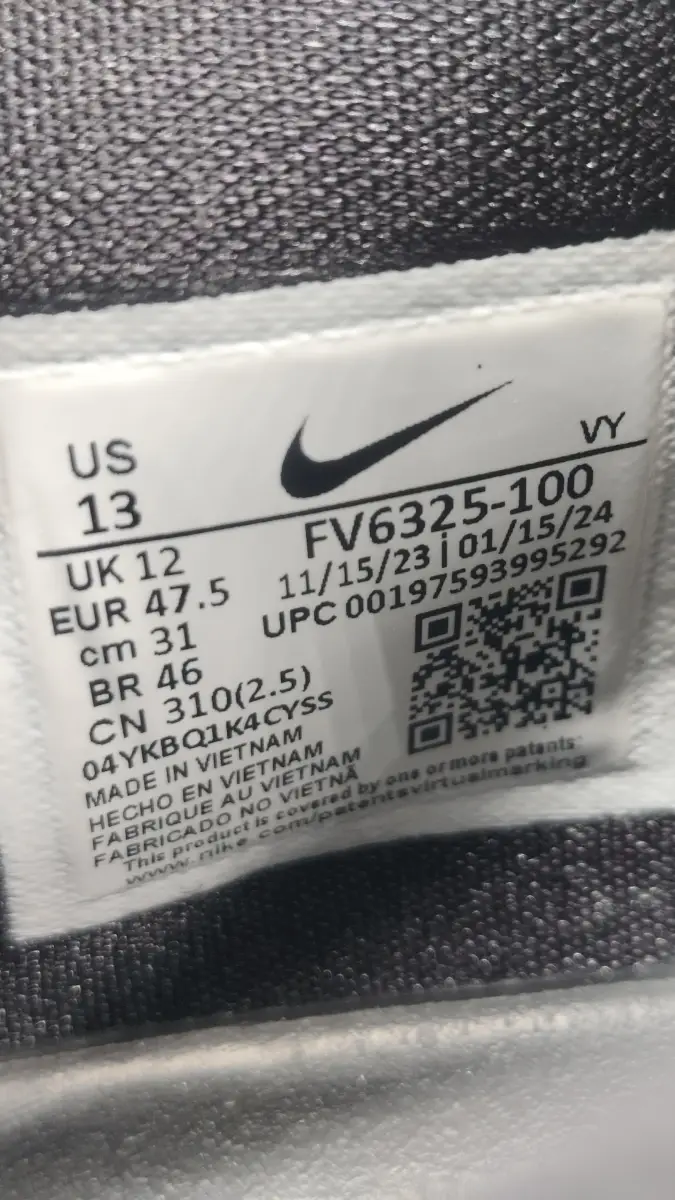 US
13
VY
UK 12
EUR 47.5
cm 31
BR 46
CN 310(2.5)
FV6325-100
11/15/23 | 01/15/24
UPC 00197593995292
04YKBQ1K4CYSS
MADE IN VIETNAM
HECHO EN VIETNAM
FABRIQUE AU VIETNAM
FABRICADO NO VIETNÃ
This product is covered by one or more patents:
www.nike.com/patentsvirtualmarking